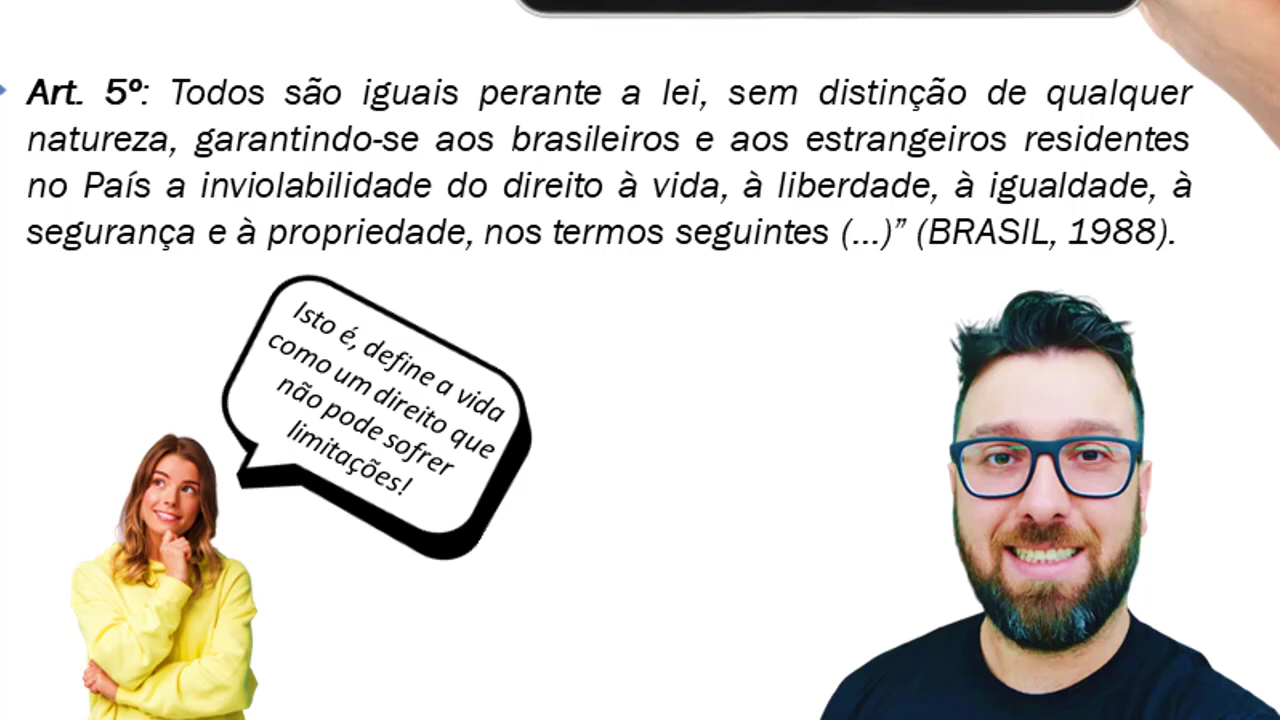 Art. 5º: Todos são iguais perante a lei, sem distinção de qualquer
natureza, garantindo-se aos brasileiros e aos estrangeiros residentes
no País a inviolabilidade do direito à vida, à liberdade, à igualdade, à
segurança e à propriedade, nos termos seguintes (...)” (BRASIL, 1988).
Isto é, define a vida
como um direito que
não pode sofrer
limitações!